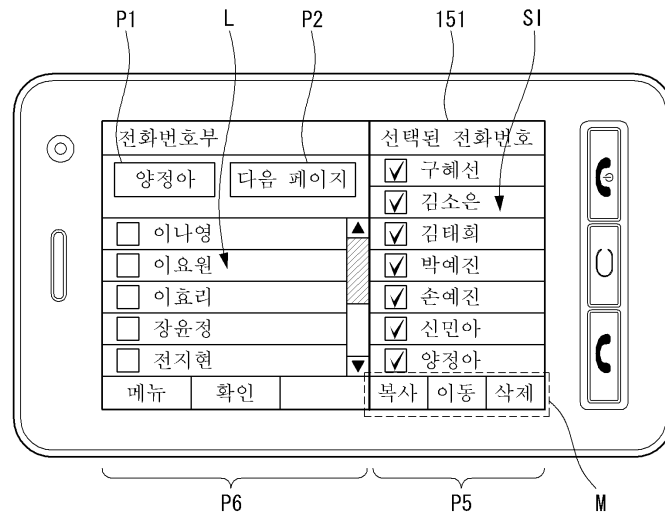 P1 L P2 151 SI
전화번호부
양정아 다음 페이지
이나영
이요원
이효리
장윤정
전지현
메뉴 확인
선택된 전화번호
구혜선
김소은
김태희
박예진
손예진
신민아
양정아
복사 이동 삭제
P6 P5 M